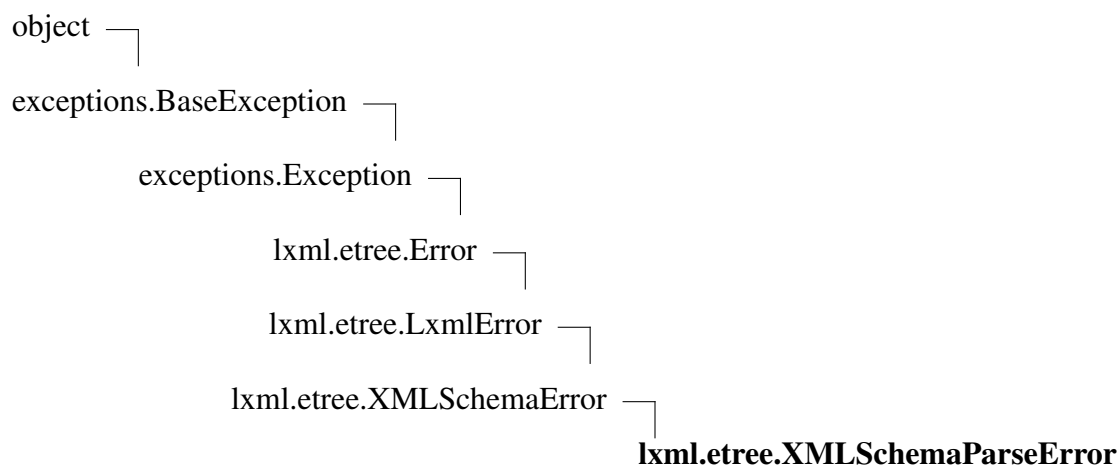 object
exceptions.BaseException
exceptions.Exception
lxml.etree.Error
lxml.etree.LxmlError
lxml.etree.XMLSchemaError
lxml.etree.XMLSchemaParseError